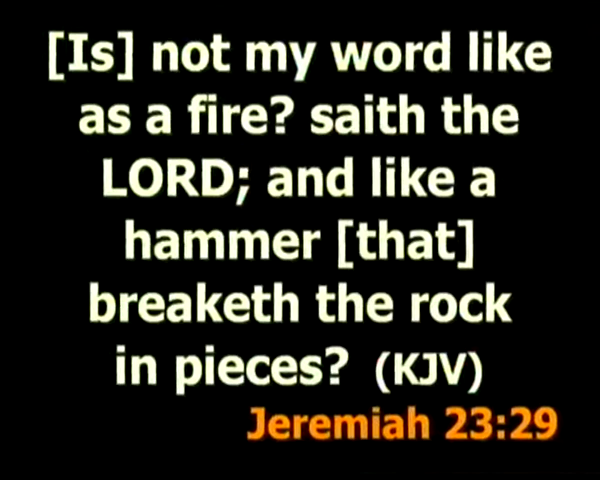 [Is] not my word like
as a fire? saith the
LORD; and like a
hammer [that]
breaketh the rock
in pieces? (KJV)
Jeremiah 23:29